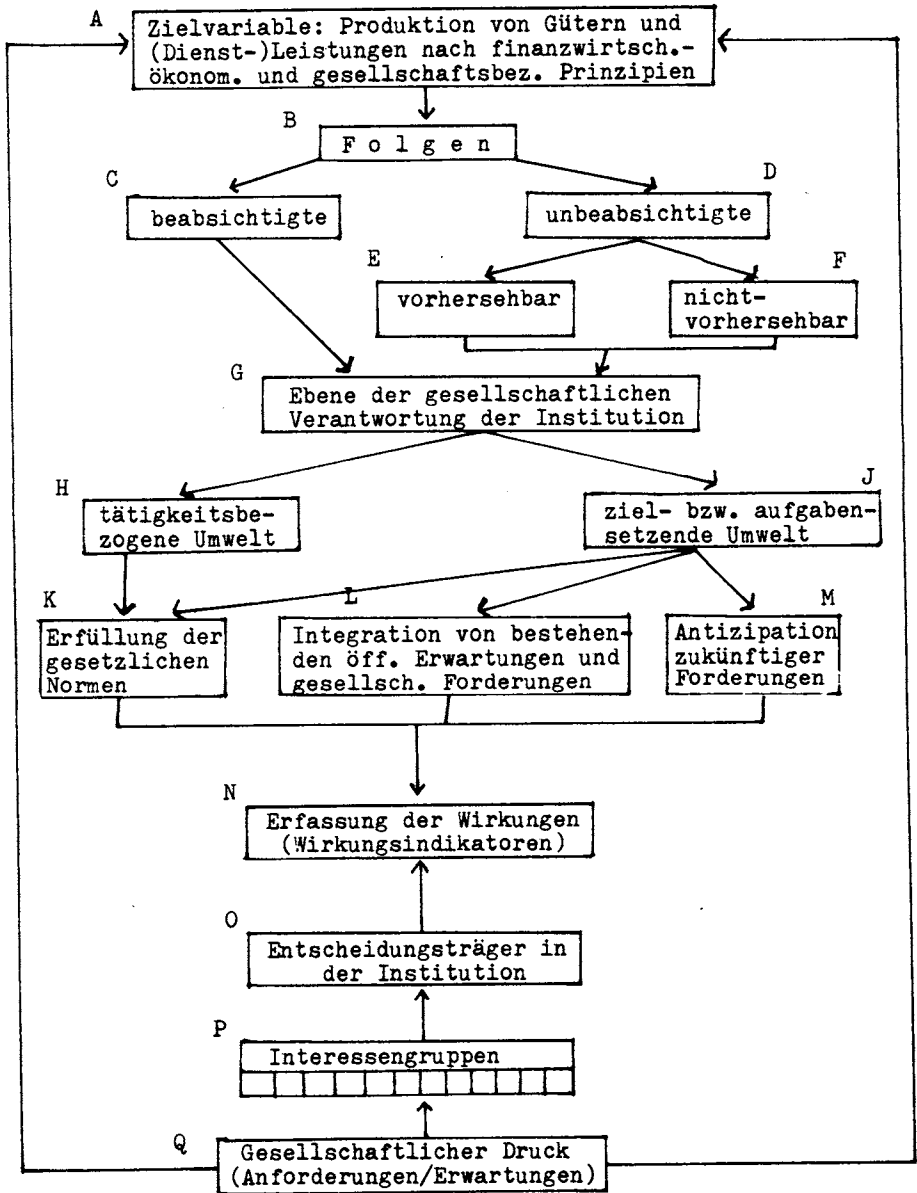 A
Zielvariable: Produktion von Gütern und
(Dienst-)Leistungen nach finanzwirtsch.-
ökonom. und gesellschaftsbez. Prinzipien
B
F o l g e n
C
beabsichtigte
D
unbeabsichtigte
E
vorhersehbar
F
nicht-
vorhersehbar
G
Ebene der gesellschaftlichen
Verantwortung der Institution
H
tätigkeitsbe-
zogene Umwelt
J
ziel- bzw. aufgaben-
setzende Umwelt
K
Erfüllung der
gesetzlichen
Normen
L
Integration von bestehen-
den öff. Erwartungen und
gesellsch. Forderungen
M
Antizipation
zukünftiger
Forderungen
N
Erfassung der Wirkungen
(Wirkungsindikatoren)
O
Entscheidungsträger in
der Institution
P
Interessengruppen
Q
Gesellschaftlicher Druck
(Anforderungen/Erwartungen)